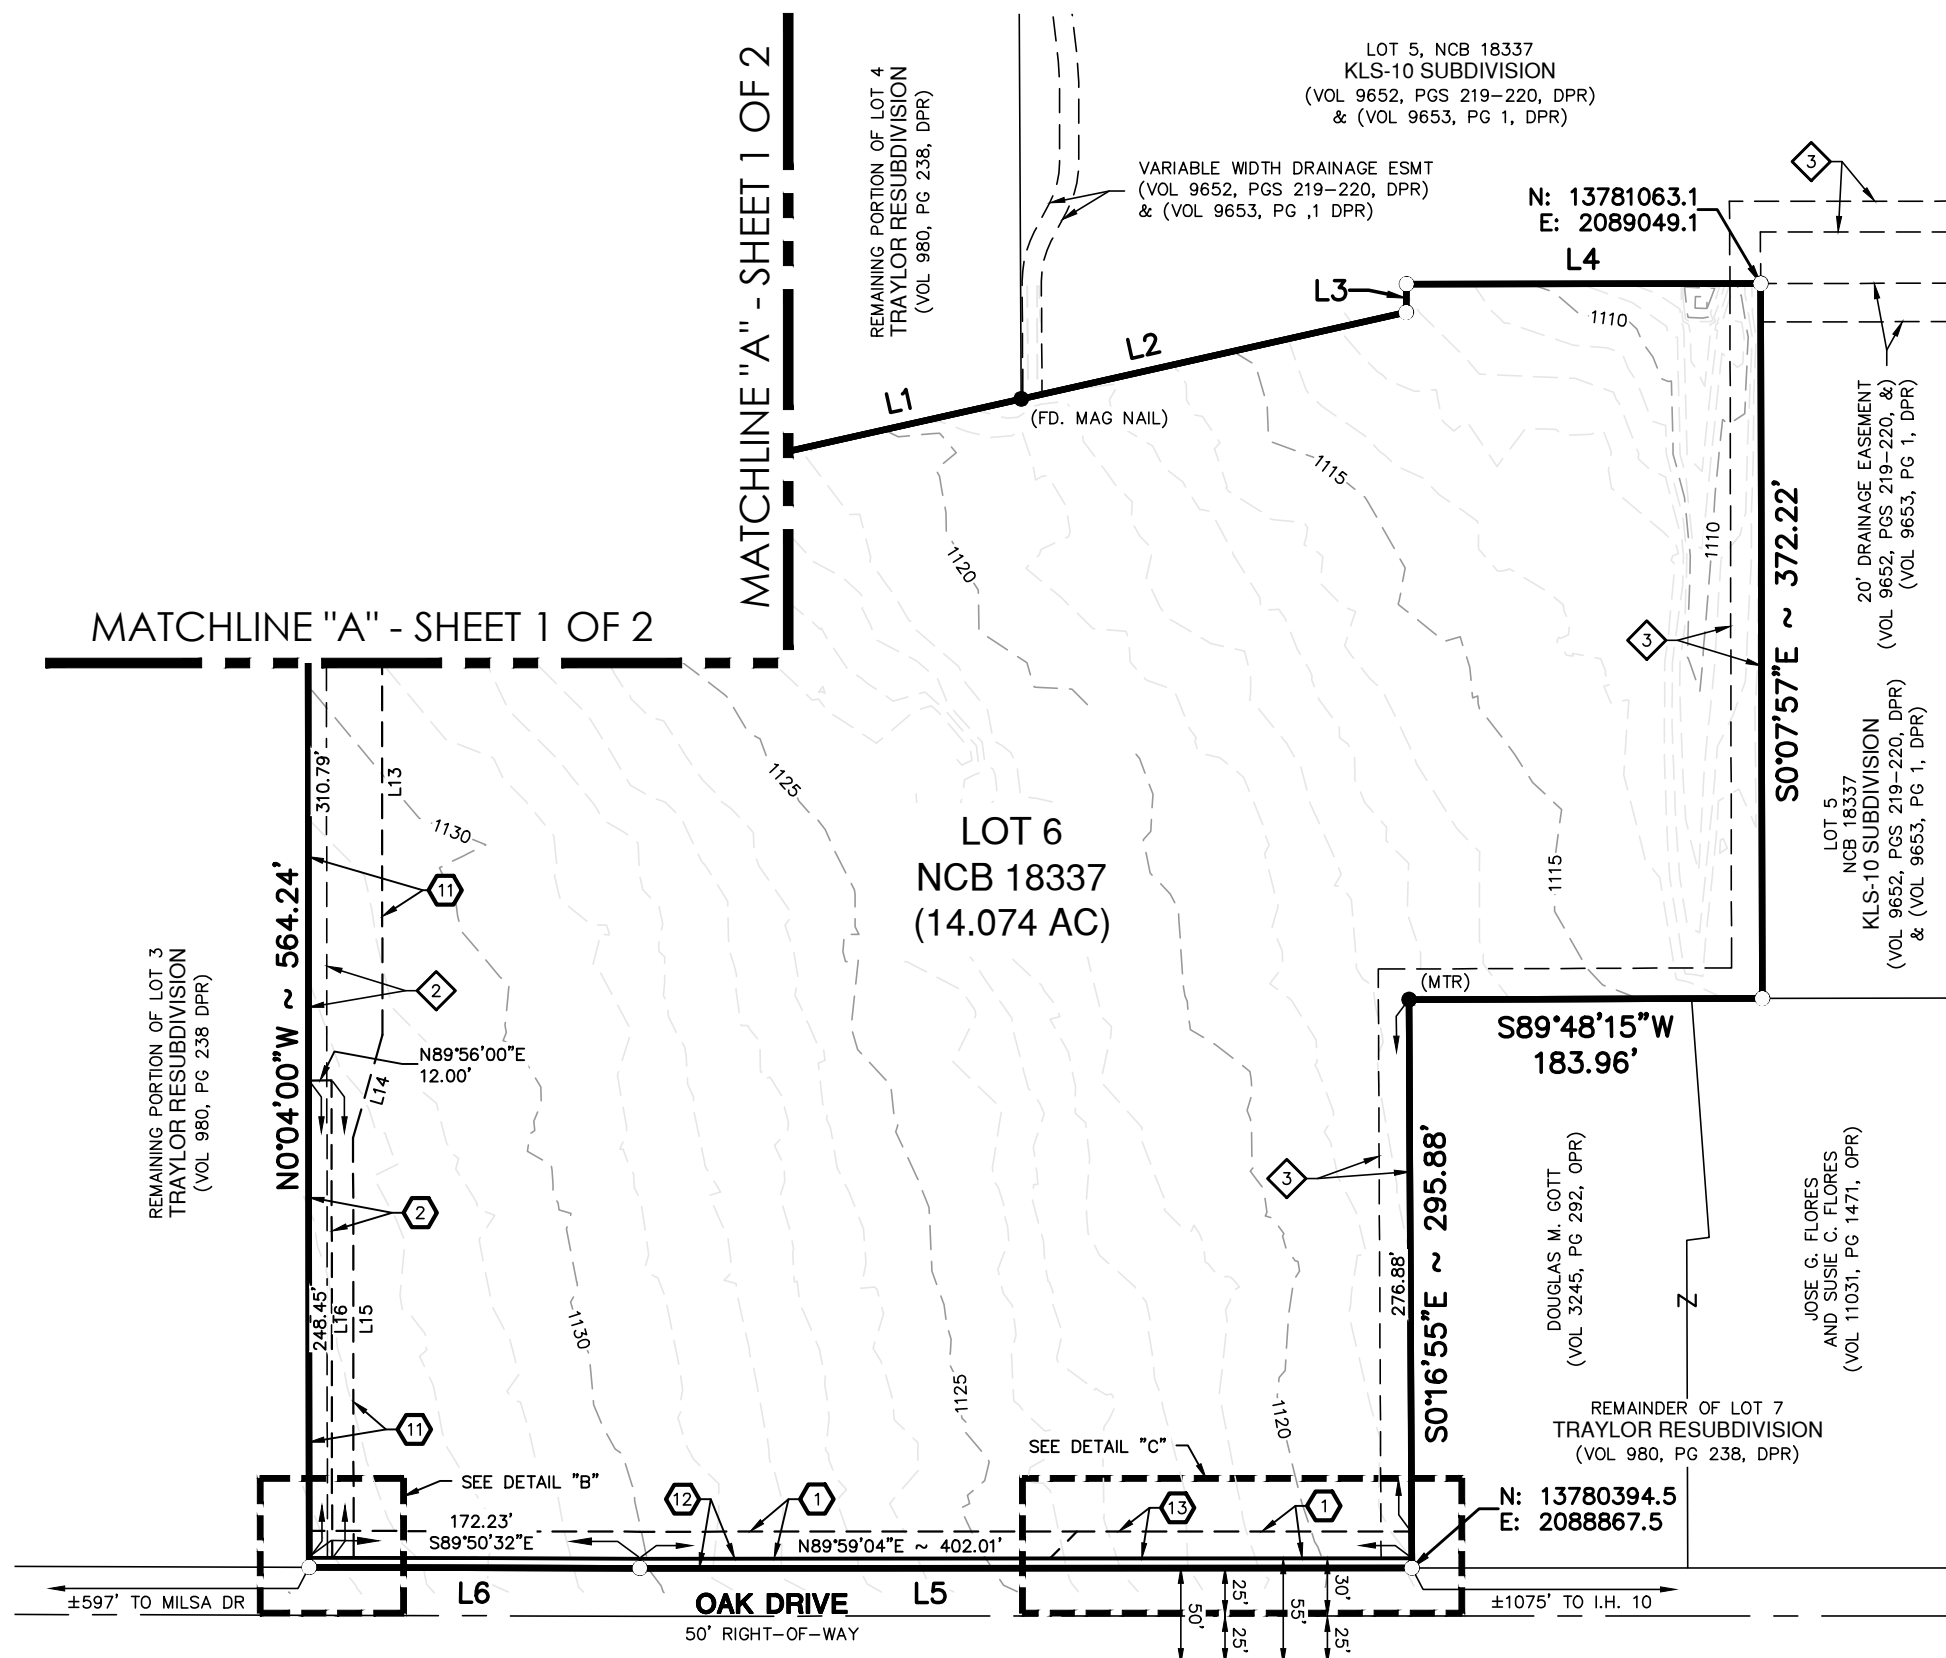 LOT 5, NCB 18337
KLS-10 SUBDIVISION
(VOL 9652, PGS 219-220, DPR)
& (VOL 9653, PG 1, DPR)
MATCHLINE "A" - SHEET 1 OF 2
REMAINING PORTION OF LOT 4
TRAYLOR RESUBDIVISION
(VOL 980, PG 238, DPR)
VARIABLE WIDTH DRAINAGE ESMT
(VOL 9652, PGS 219-220, DPR)
& (VOL 9653, PG ,1 DPR)
3
N: 13781063.1
E: 2089049.1
L4
L3
L2
L1
(FD. MAG NAIL)
1110
1115
1120
1110
20' DRAINAGE EASEMENT
(VOL 9652, PGS 219-220, &)
(VOL 9653, PG 1, DPR)
S0°07'57"E ~ 372.22'
3
MATCHLINE "A" - SHEET 1 OF 2
LOT 5
NCB 18337
KLS-10 SUBDIVISION
(VOL 9652, PGS 219-220, DPR)
& (VOL 9653, PG 1, DPR)
310.79'
L13
1130
1125
LOT 6
NCB 18337
(14.074 AC)
1115
11
N0°04'00"W ~ 564.24'
2
REMAINING PORTION OF LOT 3
TRAYLOR RESUBDIVISION
(VOL 980, PG 238 DPR)
(MTR)
S89°48'15"W
183.96'
N89°56'00"E
12.00'
L14
2
3
S0°16'55"E ~ 295.88'
276.88'
DOUGLAS M. GOTT
(VOL 3245, PG 292, OPR)
Z
JOSE G. FLORES
AND SUSIE C. FLORES
(VOL 11031, PG 1471, OPR)
248.45'
L16
L15
1130
1125
1120
11
REMAINDER OF LOT 7
TRAYLOR RESUBDIVISION
(VOL 980, PG 238, DPR)
SEE DETAIL "C"
SEE DETAIL "B"
12
1
13
1
N: 13780394.5
E: 2088867.5
172.23'
S89°50'32"E
N89°59'04"E ~ 402.01'
±597' TO MILSA DR
L6
OAK DRIVE
L5
50' RIGHT-OF-WAY
50'
25'
25'
55'
30'
25'
±1075' TO I.H. 10